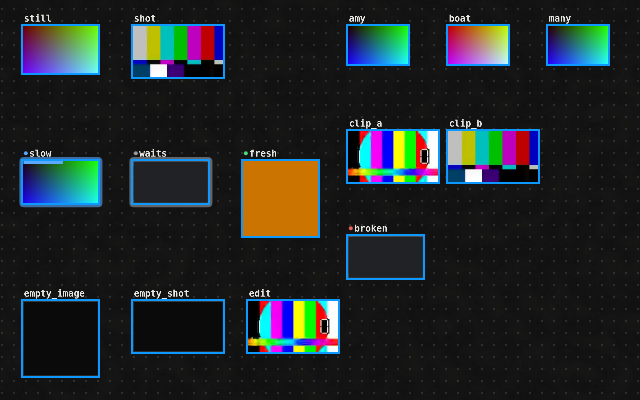 still
shot
amy
boat
many
clip_a
clip_b
slow
waits
fresh
broken
empty_image
empty_shot
edit